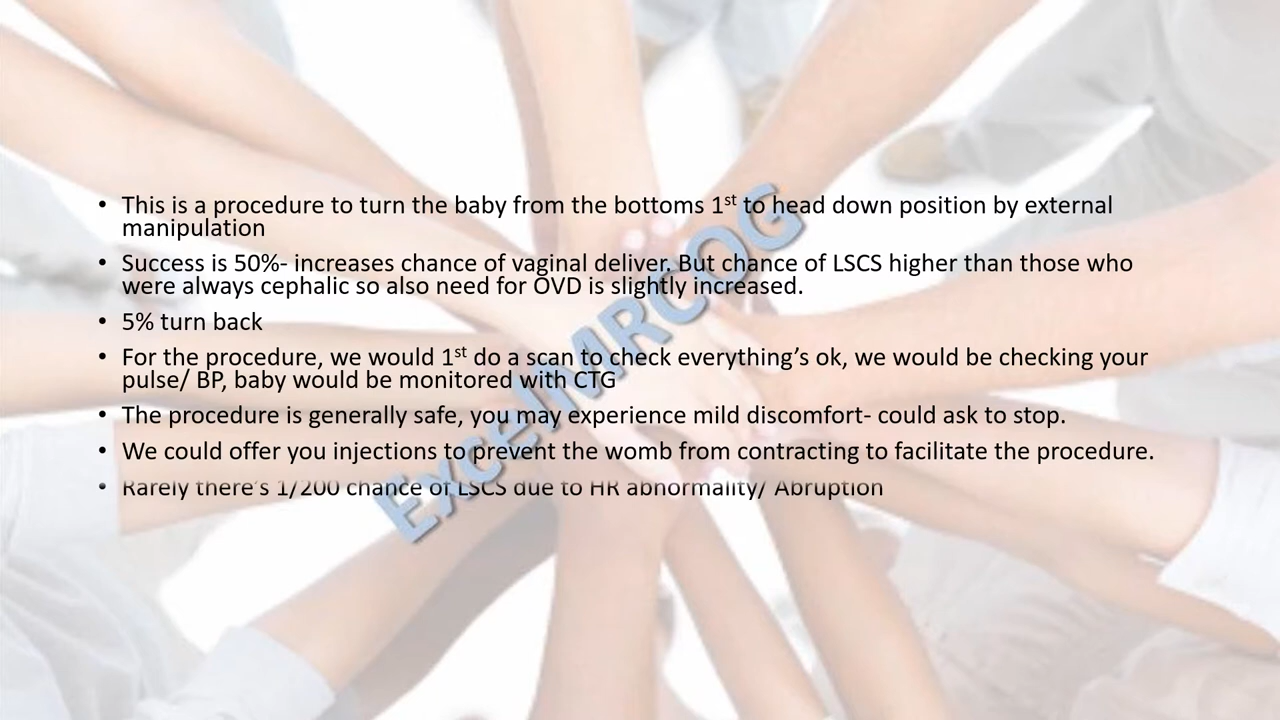 • This is a procedure to turn the baby from the bottoms 1st to head down position by external
manipulation
• Success is 50%- increases chance of vaginal deliver. But chance of LSCS higher than those who
were always cephalic so also need for OVD is slightly increased.
• 5% turn back
• For the procedure, we would 1st do a scan to check everything’s ok, we would be checking your
pulse/ BP, baby would be monitored with CTG
• The procedure is generally safe, you may experience mild discomfort- could ask to stop.
• We could offer you injections to prevent the womb from contracting to facilitate the procedure.
• Rarely there’s 1/200 chance of LSCS due to HR abnormality/ Abruption
ExcelMRCOG